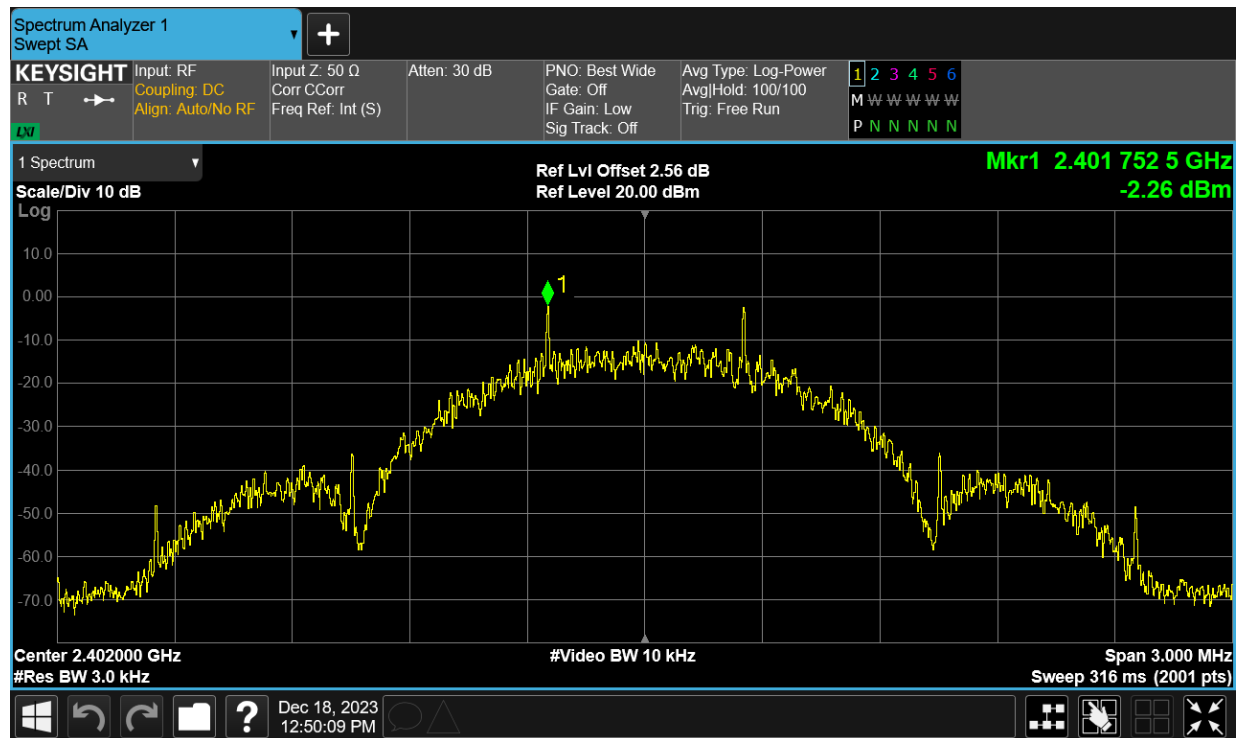 Spectrum Analyzer 1
Swept SA
+
KEYSIGHT
R T
LXI
Input: RF
Coupling: DC
Align: Auto/No RF
Input Z: 50 Ω
Corr CCorr
Freq Ref: Int (S)
Atten: 30 dB
PNO: Best Wide
Gate: Off
IF Gain: Low
Sig Track: Off
Avg Type: Log-Power
Avg|Hold: 100/100
Trig: Free Run
1 2 3 4 5 6
M W W W W W
P N N N N N
1 Spectrum
Scale/Div 10 dB
Ref Lvl Offset 2.56 dB
Ref Level 20.00 dBm
Mkr1 2.401 752 5 GHz
-2.26 dBm
Log
10.0
0.00
-10.0
-20.0
-30.0
-40.0
-50.0
-60.0
-70.0
1
Center 2.402000 GHz
#Res BW 3.0 kHz
#Video BW 10 kHz
Span 3.000 MHz
Sweep 316 ms (2001 pts)
?
Dec 18, 2023
12:50:09 PM